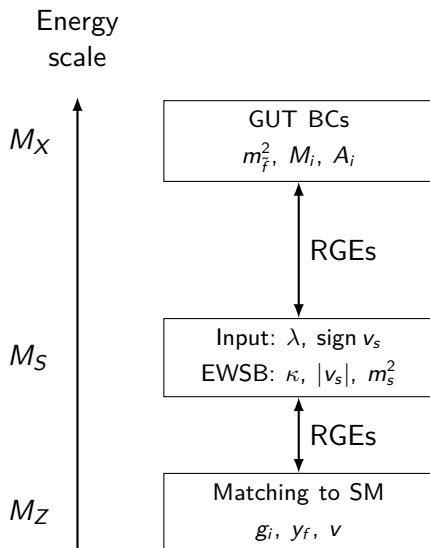 Energy
scale
M_X
GUT BCs
m_{f̃}^2, M_i, A_i
RGEs
M_S
Input: λ, sign v_s
EWSB: κ, |v_s|, m_s^2
RGEs
M_Z
Matching to SM
g_i, y_f, v